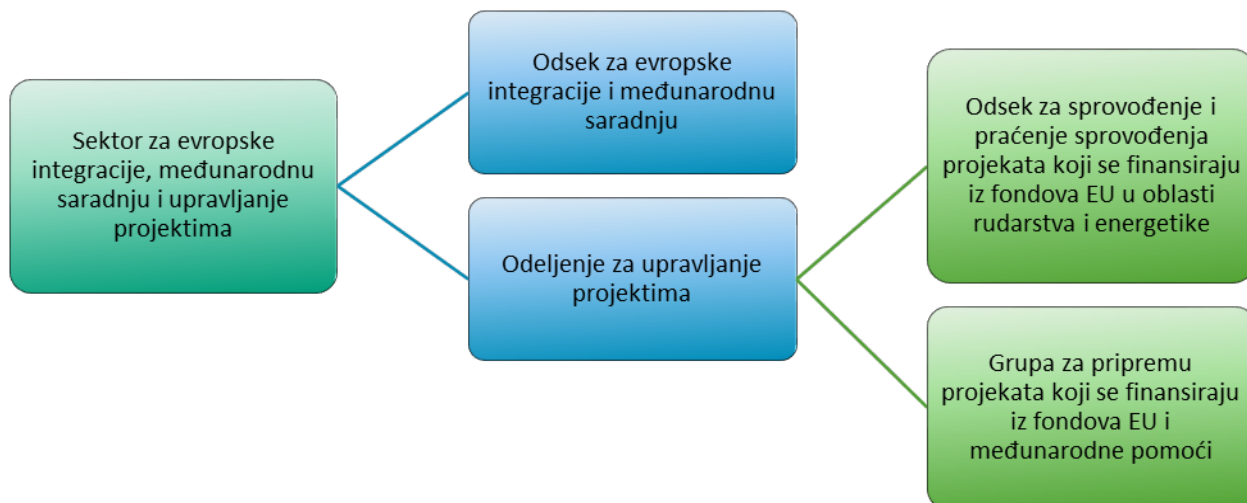 Sektor za evropske
integracije, međunarodnu
saradnju i upravljanje
projektima
Odsek za evropske
integracije i međunarodnu
saradnju
Odeljenje za upravljanje
projektima
Odsek za sprovođenje i
praćenje sprovođenja
projekata koji se finansiraju
iz fondova EU u oblasti
rudarstva i energetike
Grupa za pripremu
projekata koji se finansiraju
iz fondova EU i
međunarodne pomoći